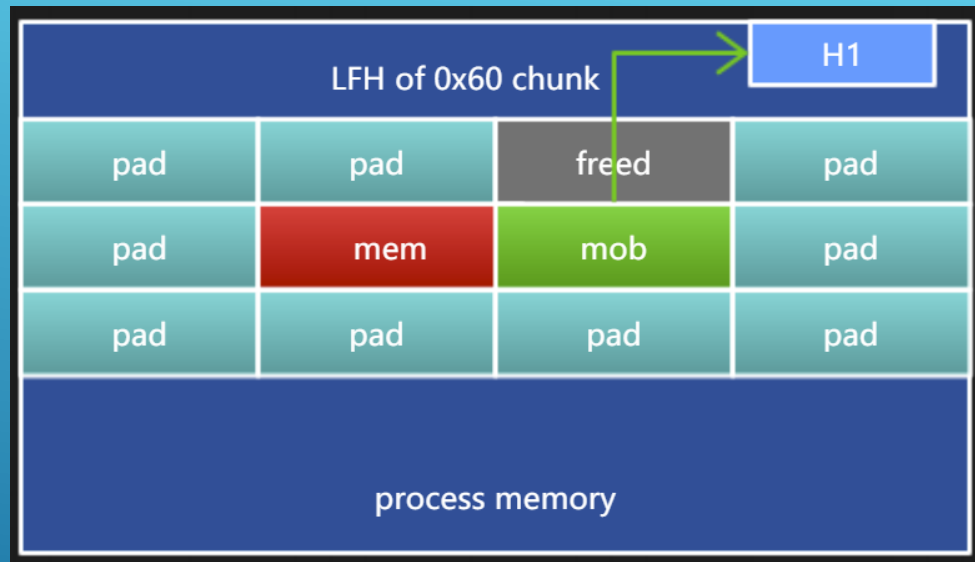 H1
LFH of 0x60 chunk
pad pad freed pad
pad mem mob pad
pad pad pad pad
process memory